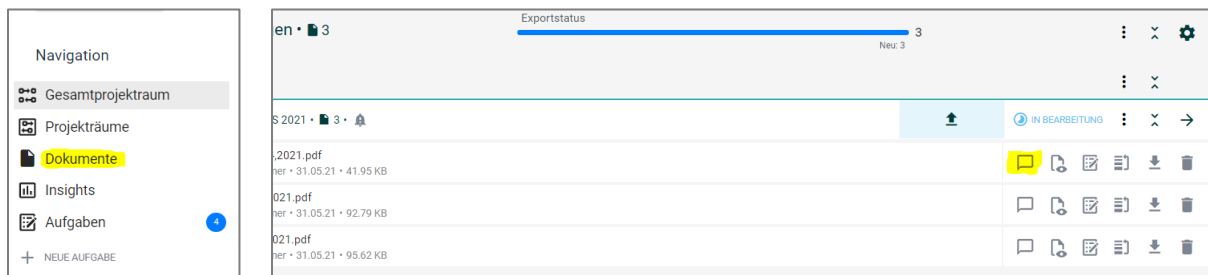 Navigation
Gesamtprojektraum
Projekträume
Dokumente
Insights
Aufgaben 4
+ NEUE AUFGABE
en • 3
Exportstatus
3
Neu: 3
S 2021 • 3 •
IN BEARBEITUNG
,2021.pdf
ner • 31.05.21 • 41.95 KB
021.pdf
ner • 31.05.21 • 92.79 KB
021.pdf
ner • 31.05.21 • 95.62 KB